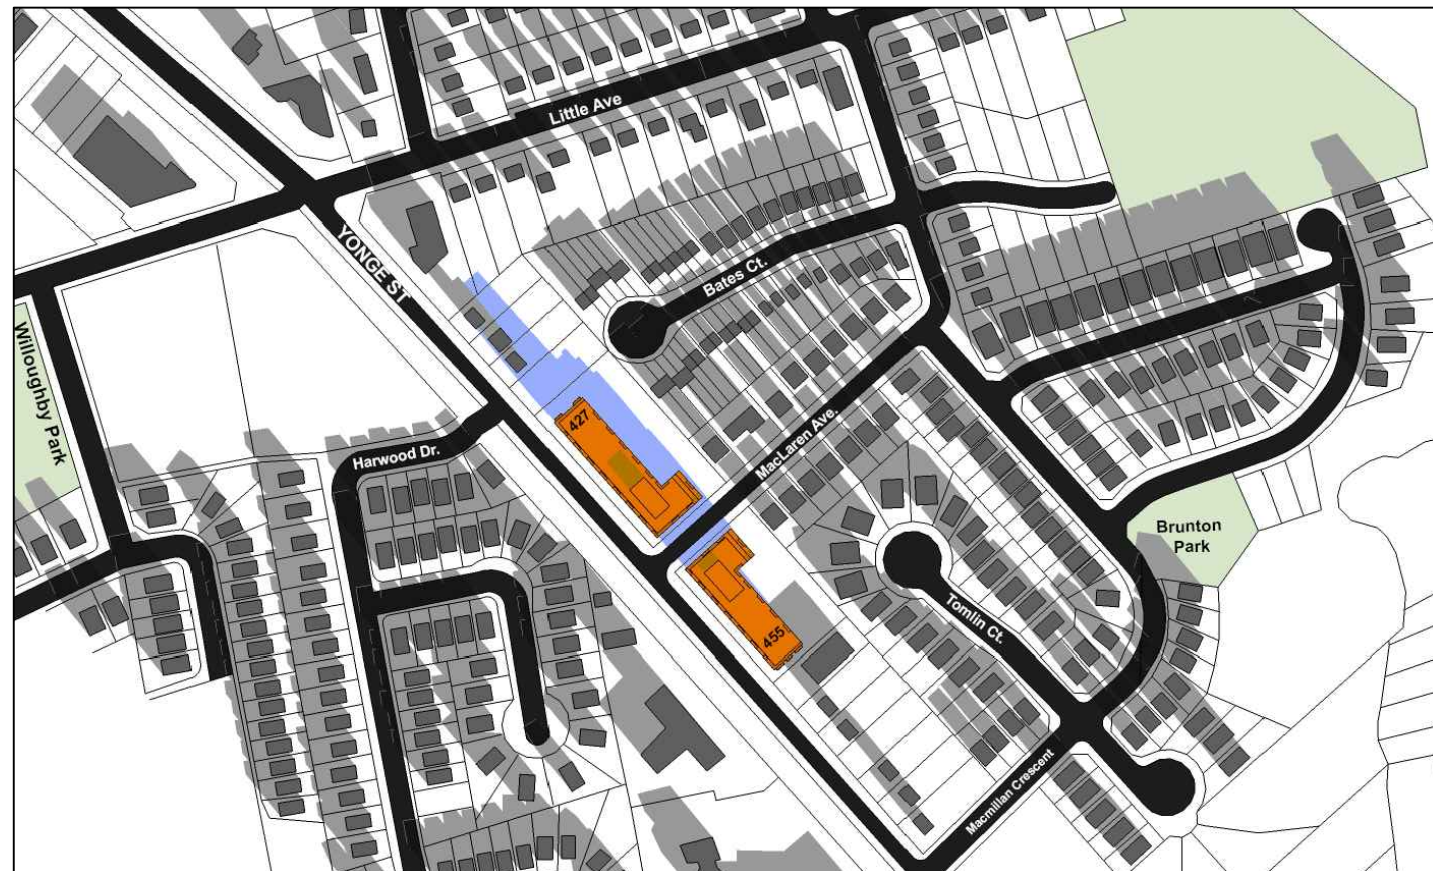 Little Ave
YONGE ST
Bates Ct.
Willoughby Park
427
MacLaren Ave.
Harwood Dr.
Brunton
Park
Tomlin Ct.
455
Macmillan Crescent